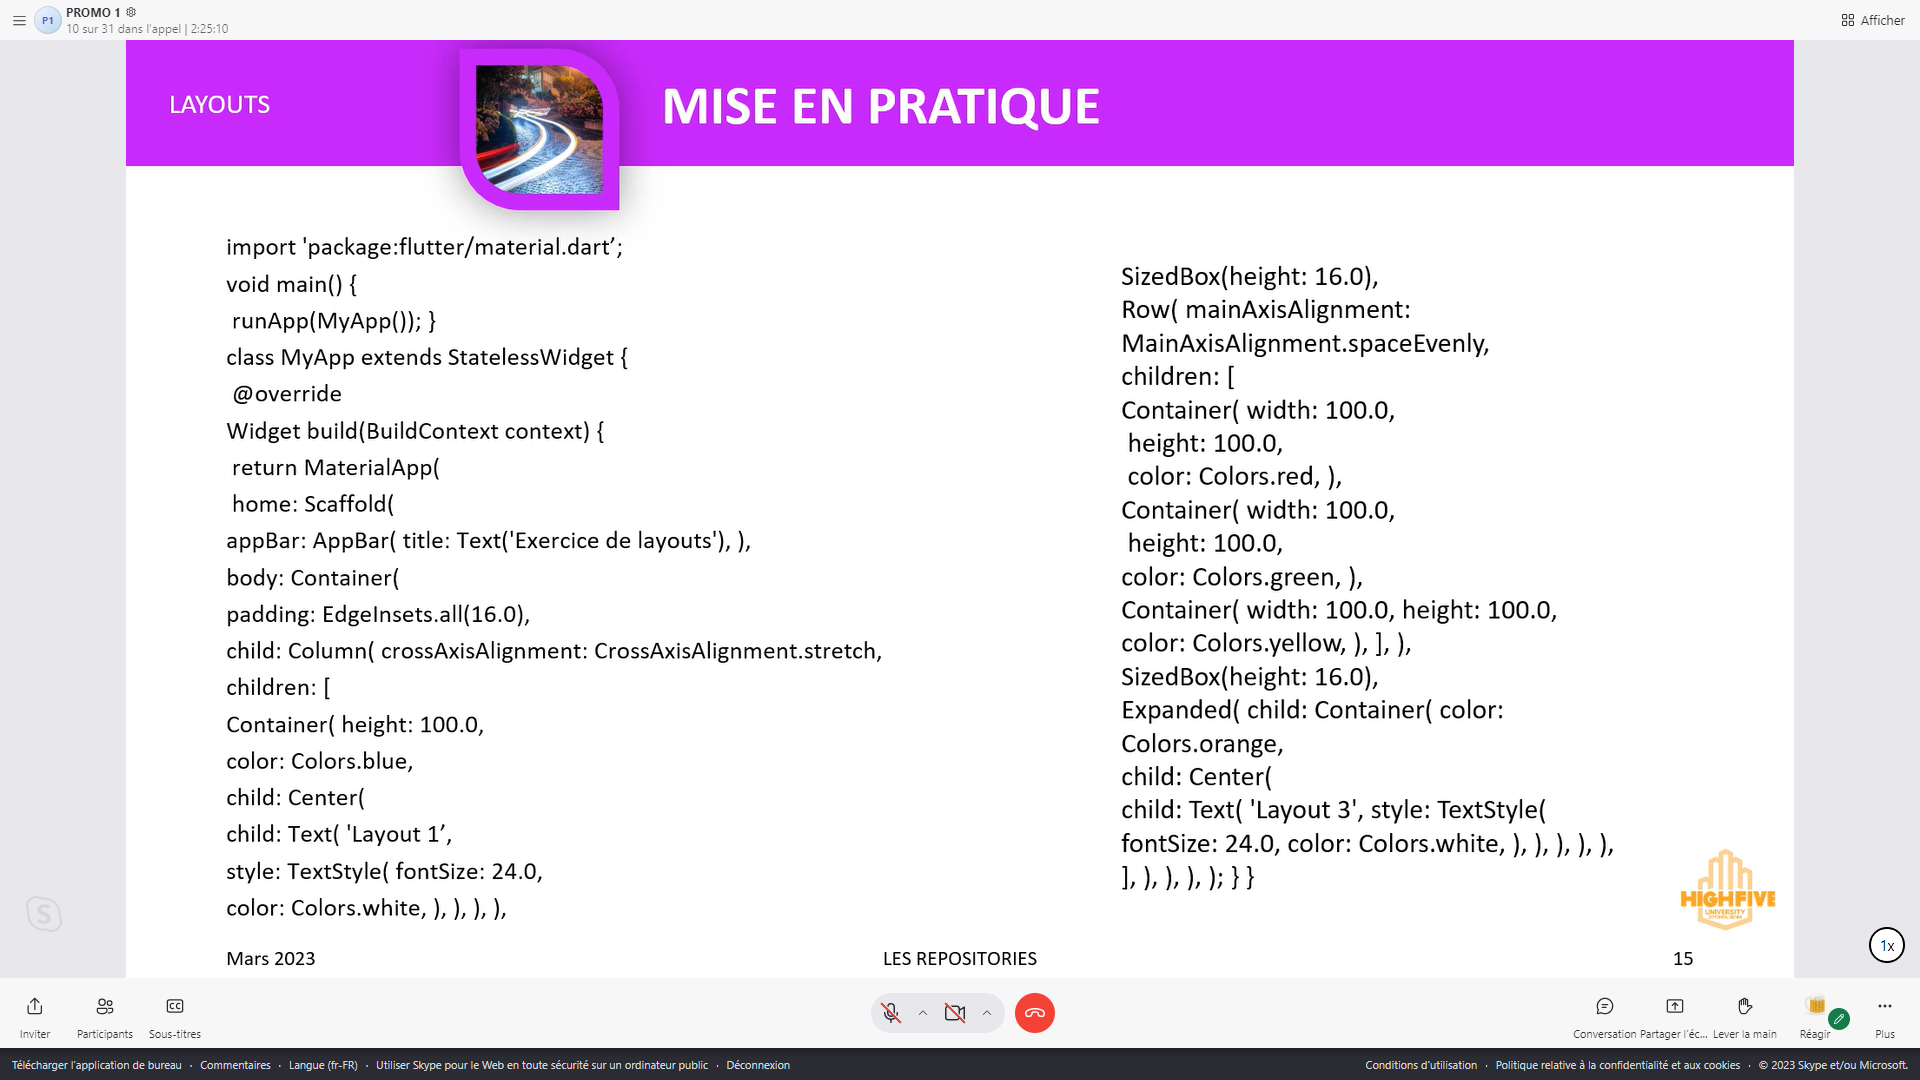 P1
PROMO 1
10 sur 31 dans l'appel | 2:25:10
Afficher
LAYOUTS
MISE EN PRATIQUE
import 'package:flutter/material.dart’;
void main() {
runApp(MyApp()); }
class MyApp extends StatelessWidget {
@override
Widget build(BuildContext context) {
return MaterialApp(
home: Scaffold(
appBar: AppBar( title: Text('Exercice de layouts'), ),
body: Container(
padding: EdgeInsets.all(16.0),
child: Column( crossAxisAlignment: CrossAxisAlignment.stretch,
children: [
Container( height: 100.0,
color: Colors.blue,
child: Center(
child: Text( 'Layout 1’,
style: TextStyle( fontSize: 24.0,
color: Colors.white, ), ), ), ),
SizedBox(height: 16.0),
Row( mainAxisAlignment:
MainAxisAlignment.spaceEvenly,
children: [
Container( width: 100.0,
height: 100.0,
color: Colors.red, ),
Container( width: 100.0,
height: 100.0,
color: Colors.green, ),
Container( width: 100.0, height: 100.0,
color: Colors.yellow, ), ], ),
SizedBox(height: 16.0),
Expanded( child: Container( color:
Colors.orange,
child: Center(
child: Text( 'Layout 3', style: TextStyle(
fontSize: 24.0, color: Colors.white, ), ), ), ), ),
], ), ), ), ); } }
HIGHFIVE
UNIVERSITY
S
1x
Mars 2023
LES REPOSITORIES
15
Inviter
Participants
CC
Sous-titres
Conversation
Partager l'éc...
Lever la main
Réagir
Plus
Télécharger l'application de bureau · Commentaires · Langue (fr-FR) · Utiliser Skype pour le Web en toute sécurité sur un ordinateur public · Déconnexion
Conditions d'utilisation · Politique relative à la confidentialité et aux cookies · © 2023 Skype et/ou Microsoft.